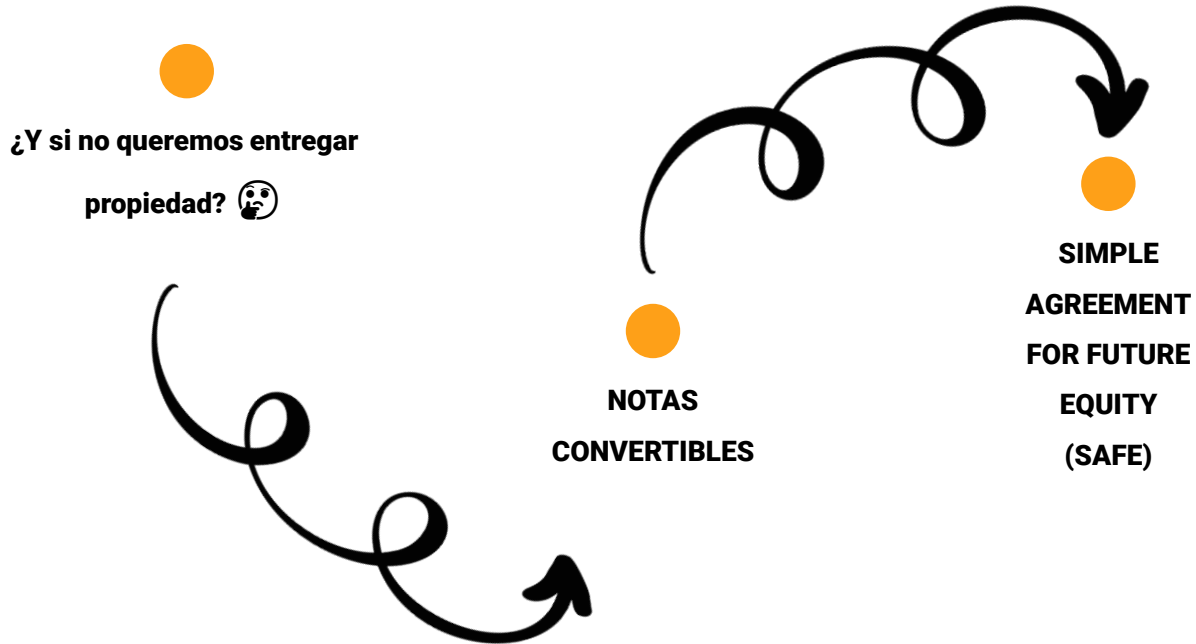 ¿Y si no queremos entregar
propiedad? 🤔
NOTAS
CONVERTIBLES
SIMPLE
AGREEMENT
FOR FUTURE
EQUITY
(SAFE)